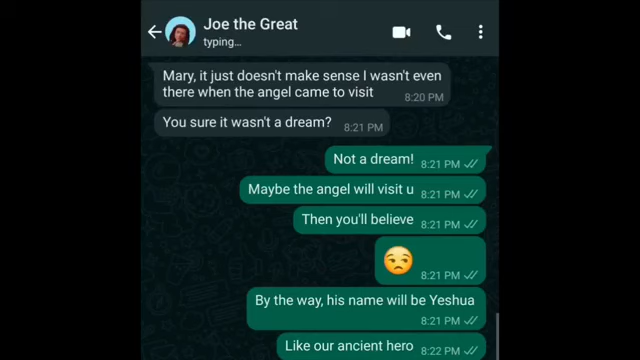 Joe the Great
typing...
Mary, it just doesn't make sense I wasn't even
there when the angel came to visit
8:20 PM
You sure it wasn't a dream?
8:21 PM
Not a dream!
8:21 PM
Maybe the angel will visit u
8:21 PM
Then you'll believe
8:21 PM
😒
8:21 PM
By the way, his name will be Yeshua
8:21 PM
Like our ancient hero
8:22 PM